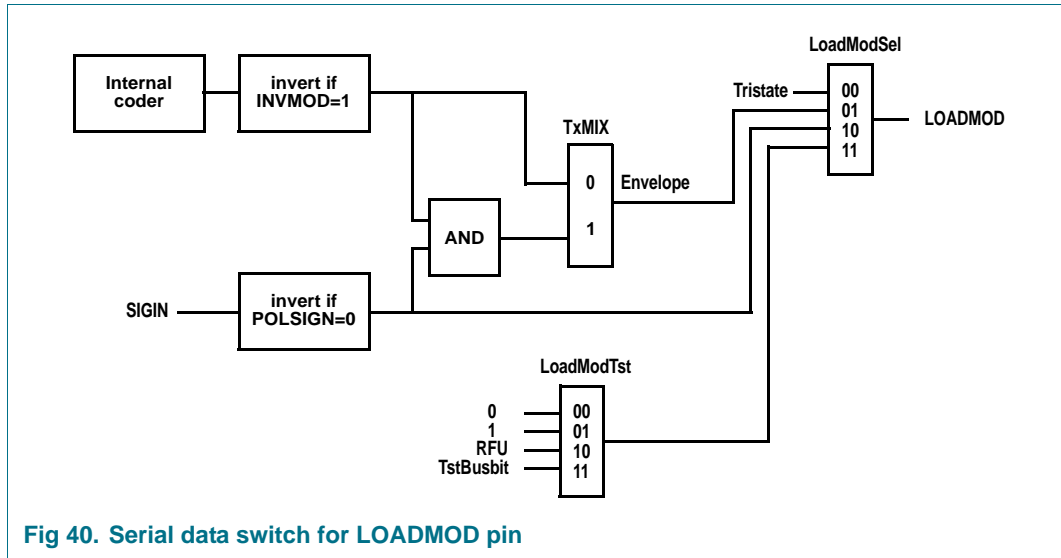 LoadModSel
Internal
coder
invert if
INVMOD=1
Tristate
00
01
10
11
LOADMOD
TxMIX
0
1
Envelope
AND
SIGIN
invert if
POLSIGN=0
LoadModTst
0
1
RFU
TstBusbit
00
01
10
11
Fig 40. Serial data switch for LOADMOD pin